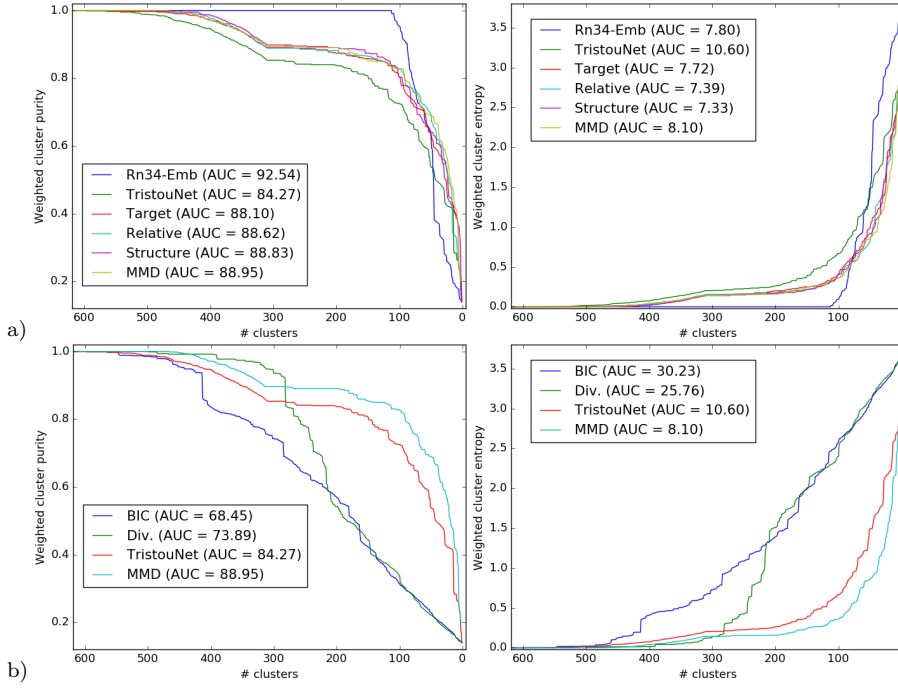 1.0
0.8
0.6
0.4
0.2
Weighted cluster purity
Rn34-Emb (AUC = 92.54)
TristouNet (AUC = 84.27)
Target (AUC = 88.10)
Relative (AUC = 88.62)
Structure (AUC = 88.83)
MMD (AUC = 88.95)
600 500 400 300 200 100 0
# clusters
3.5
3.0
2.5
2.0
1.5
1.0
0.5
0.0
Weighted cluster entropy
Rn34-Emb (AUC = 7.80)
TristouNet (AUC = 10.60)
Target (AUC = 7.72)
Relative (AUC = 7.39)
Structure (AUC = 7.33)
MMD (AUC = 8.10)
600 500 400 300 200 100
# clusters
a)
1.0
0.8
0.6
0.4
0.2
Weighted cluster purity
BIC (AUC = 68.45)
Div. (AUC = 73.89)
TristouNet (AUC = 84.27)
MMD (AUC = 88.95)
600 500 400 300 200 100 0
# clusters
3.5
3.0
2.5
2.0
1.5
1.0
0.5
0.0
Weighted cluster entropy
BIC (AUC = 30.23)
Div. (AUC = 25.76)
TristouNet (AUC = 10.60)
MMD (AUC = 8.10)
600 500 400 300 200 100
# clusters
b)